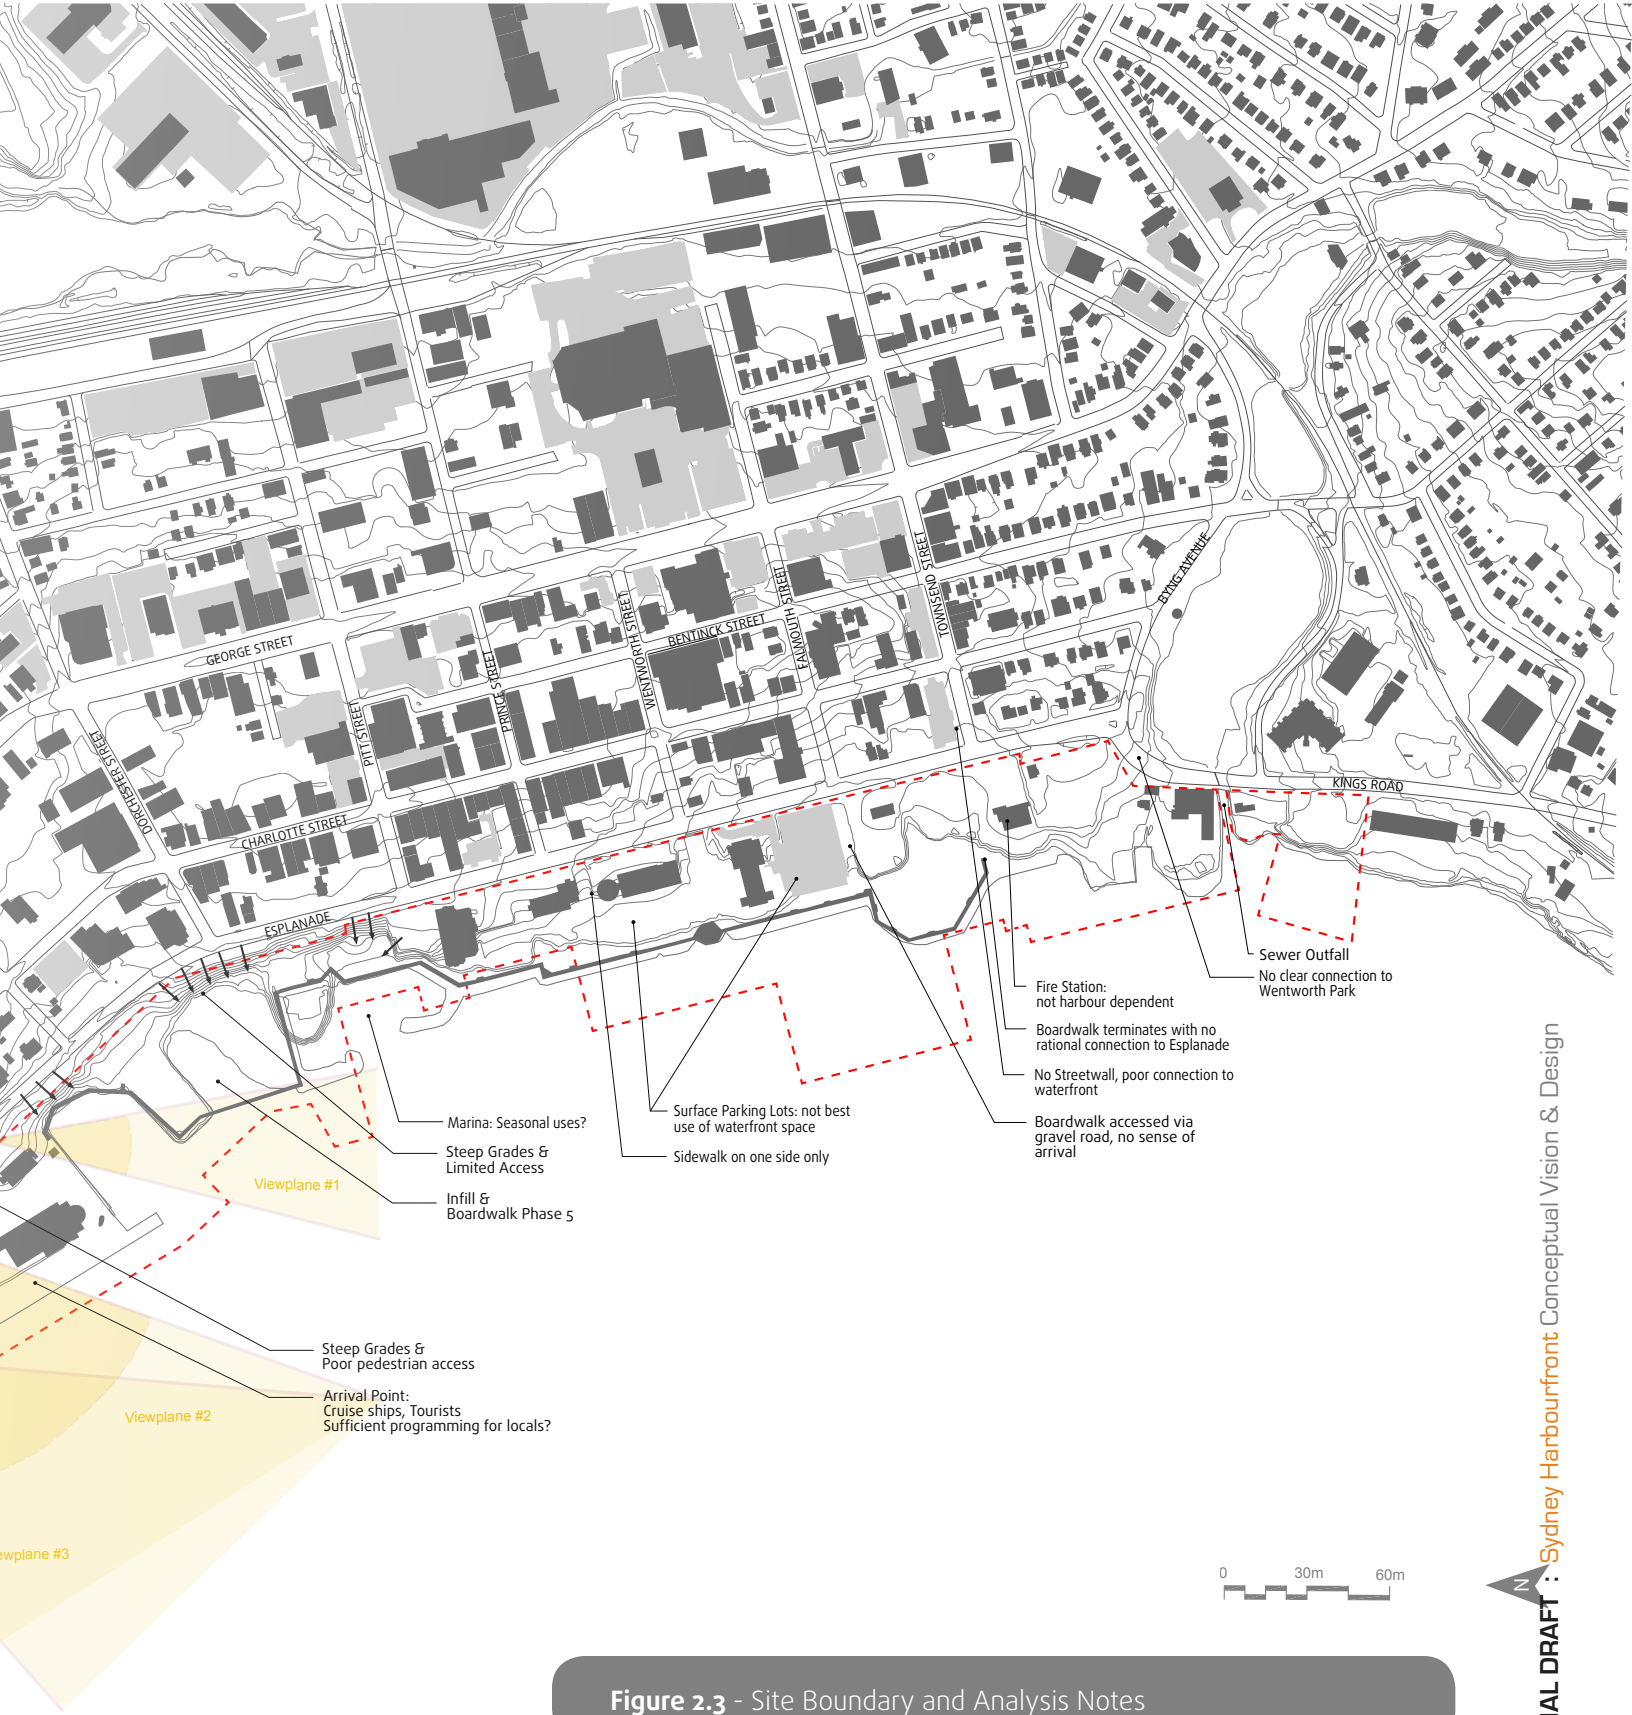 GEORGE STREET
DORCHESTER STREET
PITT STREET
CHARLOTTE STREET
PRINCE STREET
WENTWORTH STREET
BENTINCK STREET
FALMOUTH STREET
TOWNSEND STREET
BYNG AVENUE
KINGS ROAD
ESPLANADE
Sewer Outfall
No clear connection to
Wentworth Park
Fire Station:
not harbour dependent
Boardwalk terminates with no
rational connection to Esplanade
No Streetwall, poor connection to
waterfront
Boardwalk accessed via
gravel road, no sense of
arrival
Surface Parking Lots: not best
use of waterfront space
Sidewalk on one side only
Marina: Seasonal uses?
Steep Grades &
Limited Access
Infill &
Boardwalk Phase 5
Viewplane #1
Steep Grades &
Poor pedestrian access
Arrival Point:
Cruise ships, Tourists
Sufficient programming for locals?
Viewplane #2
ewplane #3
0 30m 60m
N
NAL DRAFT : Sydney Harbourfront Conceptual Vision & Design
Figure 2.3 - Site Boundary and Analysis Notes